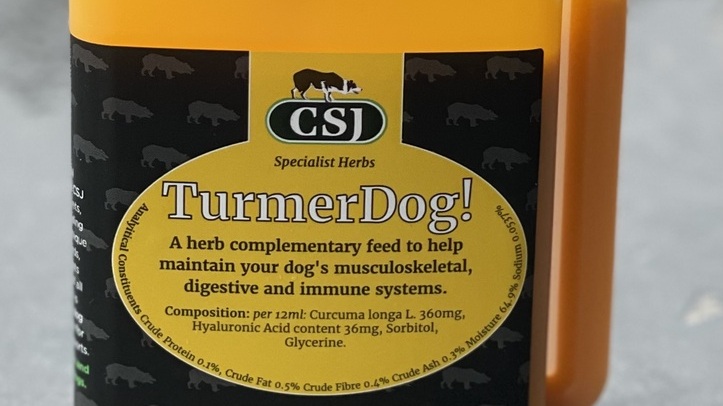 CSJ
Specialist Herbs
TurmerDog!
A herb complementary feed to help
maintain your dog's musculoskeletal,
digestive and immune systems.
Composition: per 12ml: Curcuma longa L. 360mg,
Hyaluronic Acid content 36mg, Sorbitol,
Glycerine.
Analytical Constituents Crude Protein 0.1%, Crude Fat 0.5% Crude Fibre 0.4% Crude Ash 0.3% Moisture 64.9% Sodium 0.0537%
CSJ